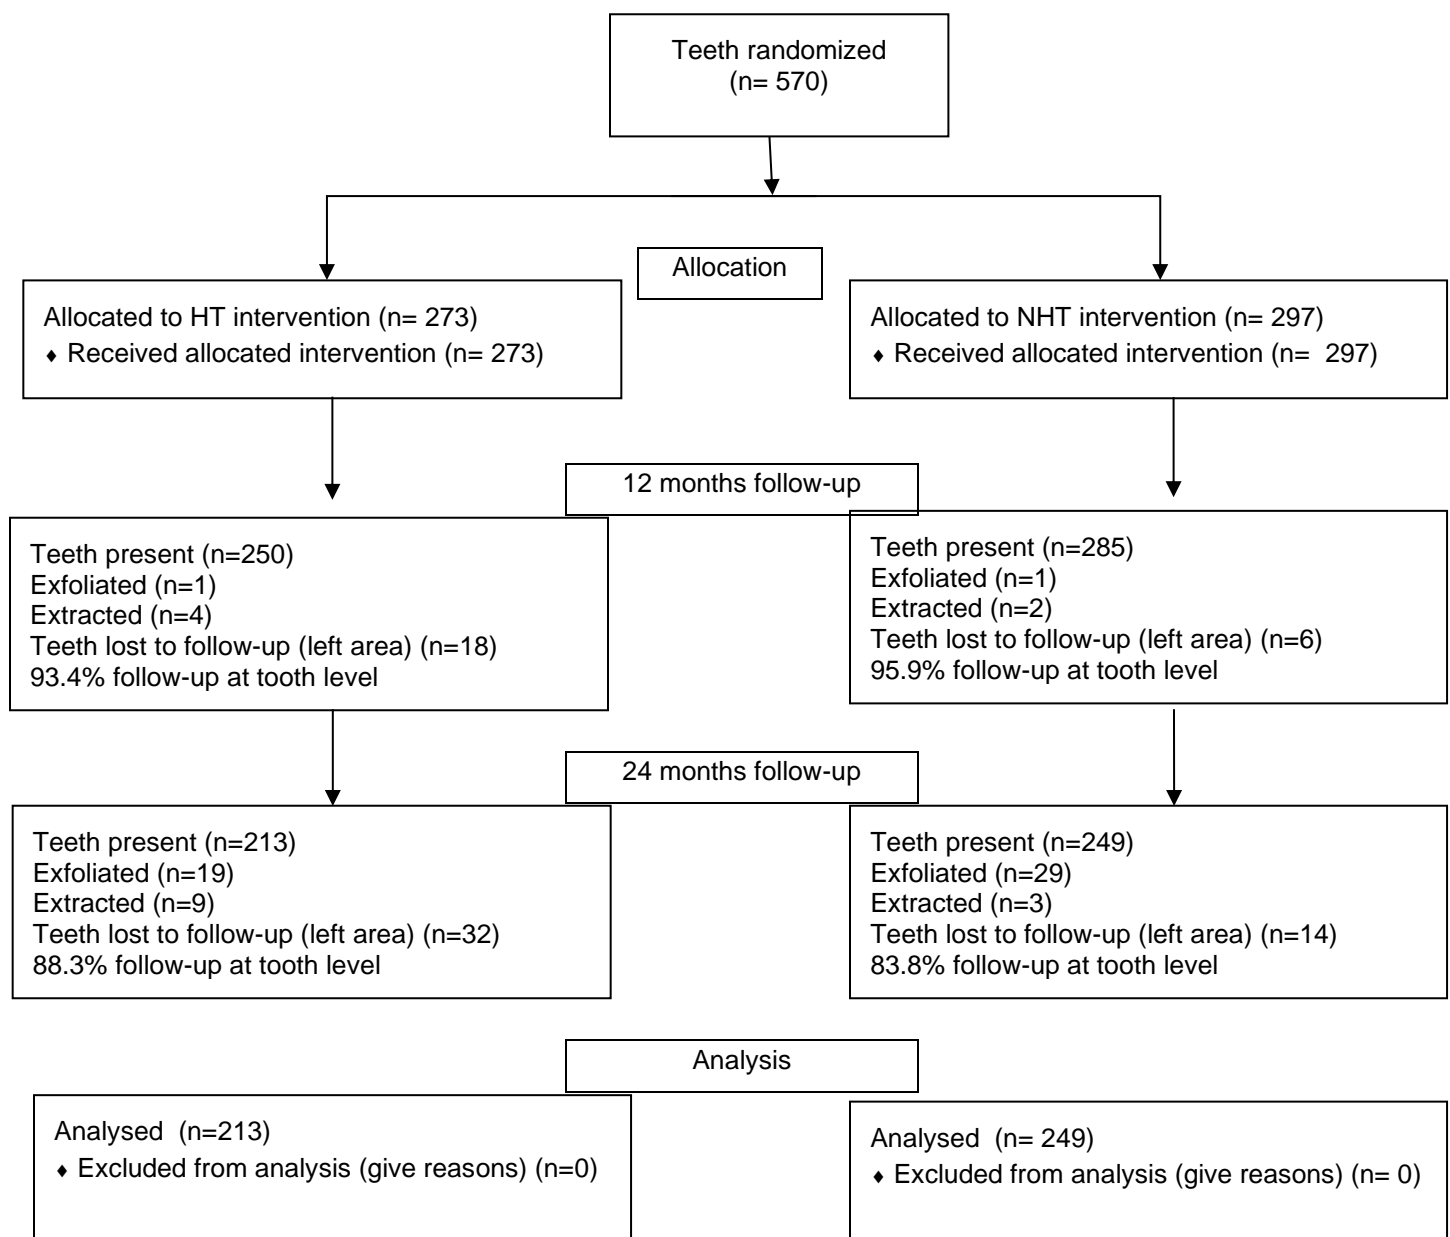 Teeth randomized
(n= 570)
Allocation
Allocated to HT intervention (n= 273)
♦ Received allocated intervention (n= 273)
Allocated to NHT intervention (n= 297)
♦ Received allocated intervention (n=  297)
12 months follow-up
Teeth present (n=250)
Exfoliated (n=1)
Extracted (n=4)
Teeth lost to follow-up (left area) (n=18)
93.4% follow-up at tooth level
Teeth present (n=285)
Exfoliated (n=1)
Extracted (n=2)
Teeth lost to follow-up (left area) (n=6)
95.9% follow-up at tooth level
24 months follow-up
Teeth present (n=213)
Exfoliated (n=19)
Extracted (n=9)
Teeth lost to follow-up (left area) (n=32)
88.3% follow-up at tooth level
Teeth present (n=249)
Exfoliated (n=29)
Extracted (n=3)
Teeth lost to follow-up (left area) (n=14)
83.8% follow-up at tooth level
Analysis
Analysed  (n=213)
♦ Excluded from analysis (give reasons) (n=0)
Analysed  (n= 249)
♦ Excluded from analysis (give reasons) (n= 0)